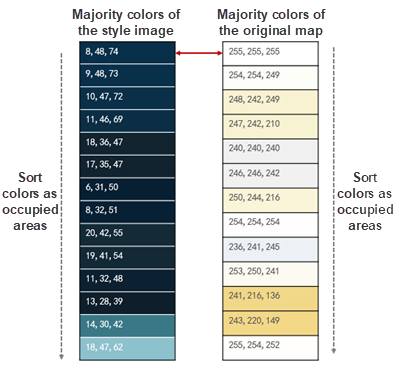 Majority colors of
the style image
Majority colors of
the original map
8, 48, 74
9, 48, 73
10, 47, 72
11, 46, 69
18, 36, 47
17, 35, 47
6, 31, 50
8, 32, 51
20, 42, 55
19, 41, 54
11, 32, 48
13, 28, 39
14, 30, 42
18, 47, 62
255, 255, 255
254, 254, 249
248, 242, 249
247, 242, 210
240, 240, 240
246, 246, 242
250, 244, 216
254, 254, 254
236, 241, 245
253, 250, 241
241, 216, 136
243, 220, 149
255, 254, 252
Sort
colors as
occupied
areas
Sort
colors as
occupied
areas